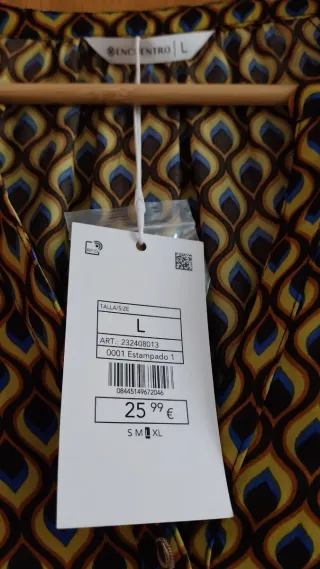 ENCUENTRO | L
TALLA/SIZE
L
ART.: 232408013
0001 Estampado 1
08445149672046
25 99 €
S M L XL